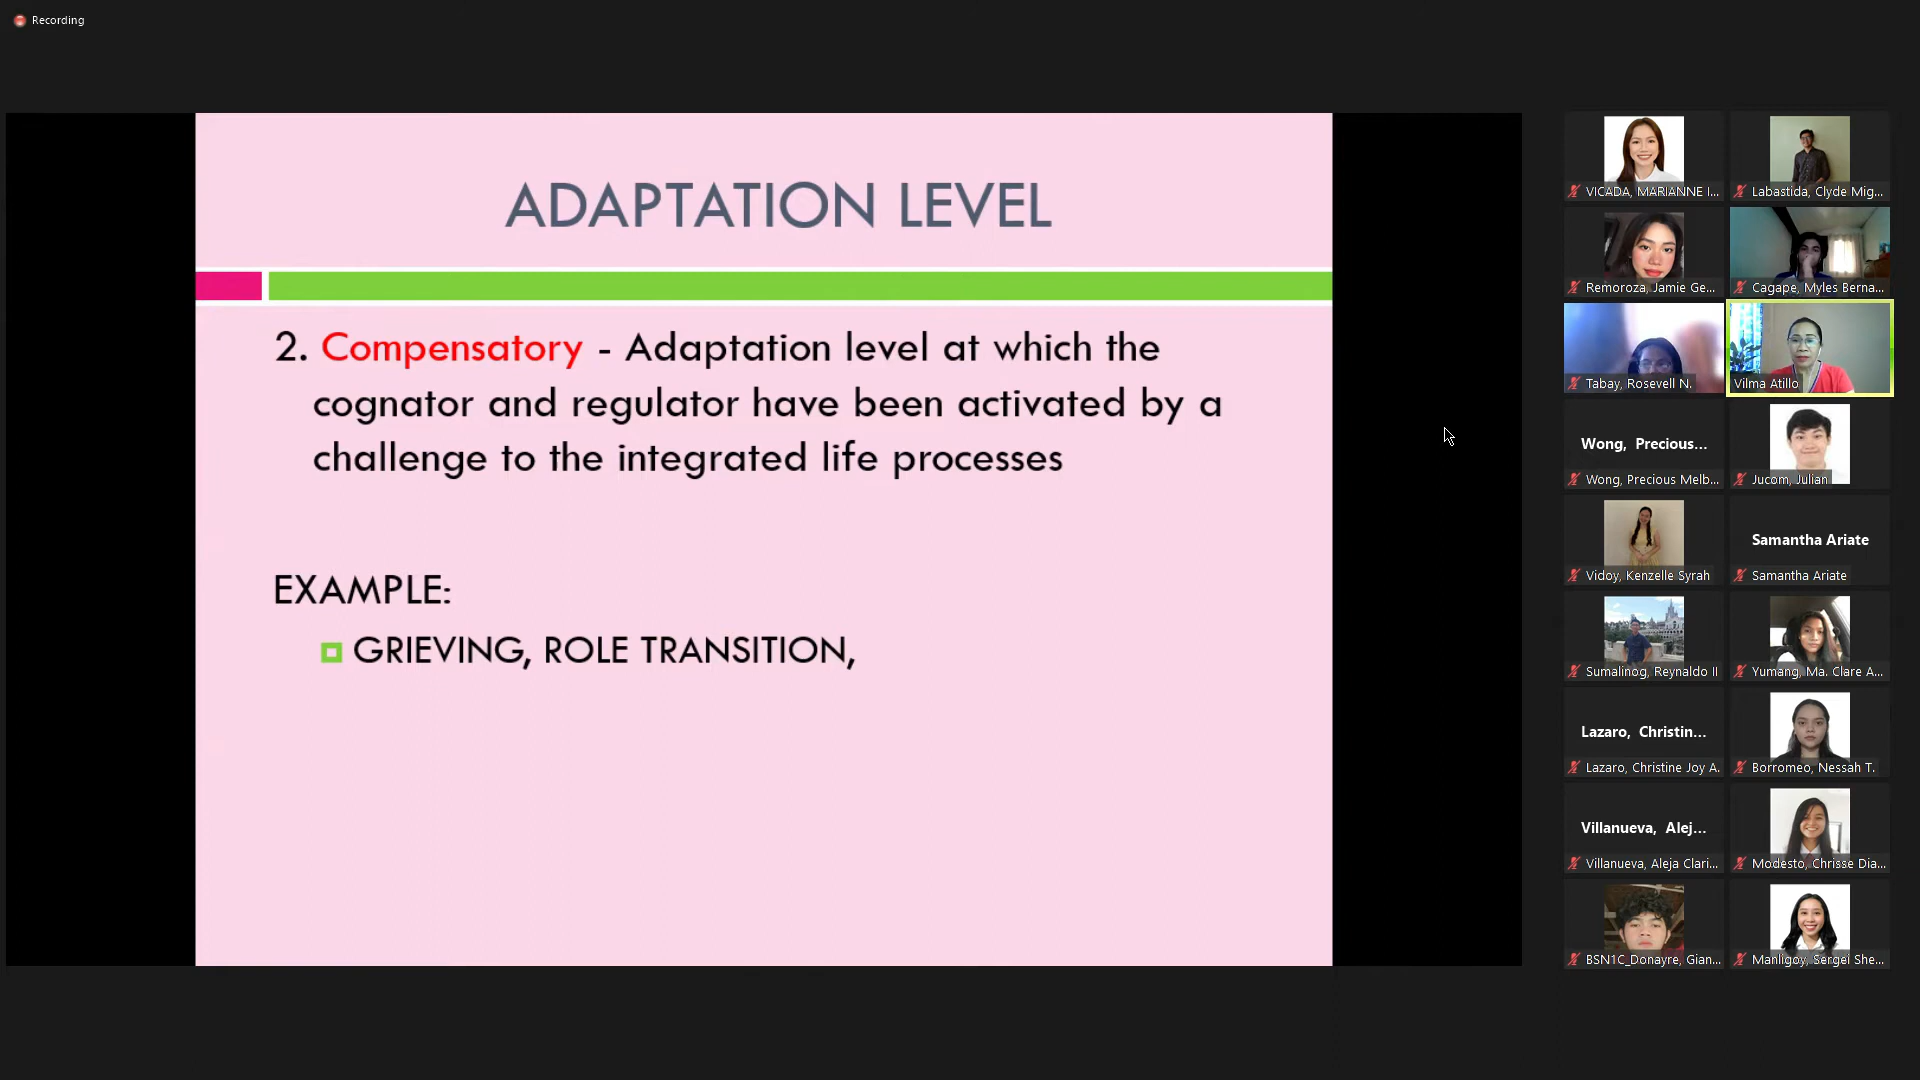 Recording
ADAPTATION LEVEL
2. Compensatory - Adaptation level at which the
cognator and regulator have been activated by a
challenge to the integrated life processes
EXAMPLE:
GRIEVING, ROLE TRANSITION,
VICADA, MARIANNE I...
Labastida, Clyde Mig...
Remoroza, Jamie Ge...
Cagape, Myles Berna...
Tabay, Rosevell N.
Vilma Atillo
Wong, Precious...
Wong, Precious Melb...
Jucom, Julian
Vidoy, Kenzelle Syrah
Samantha Ariate
Samantha Ariate
Sumalinog, Reynaldo II
Yumang, Ma. Clare A...
Lazaro, Christin...
Lazaro, Christine Joy A.
Borromeo, Nessah T.
Villanueva, Alej...
Villanueva, Aleja Clari...
Modesto, Chrisse Dia...
BSN1C_Donayre, Gian...
Manligoy, Sergei She...